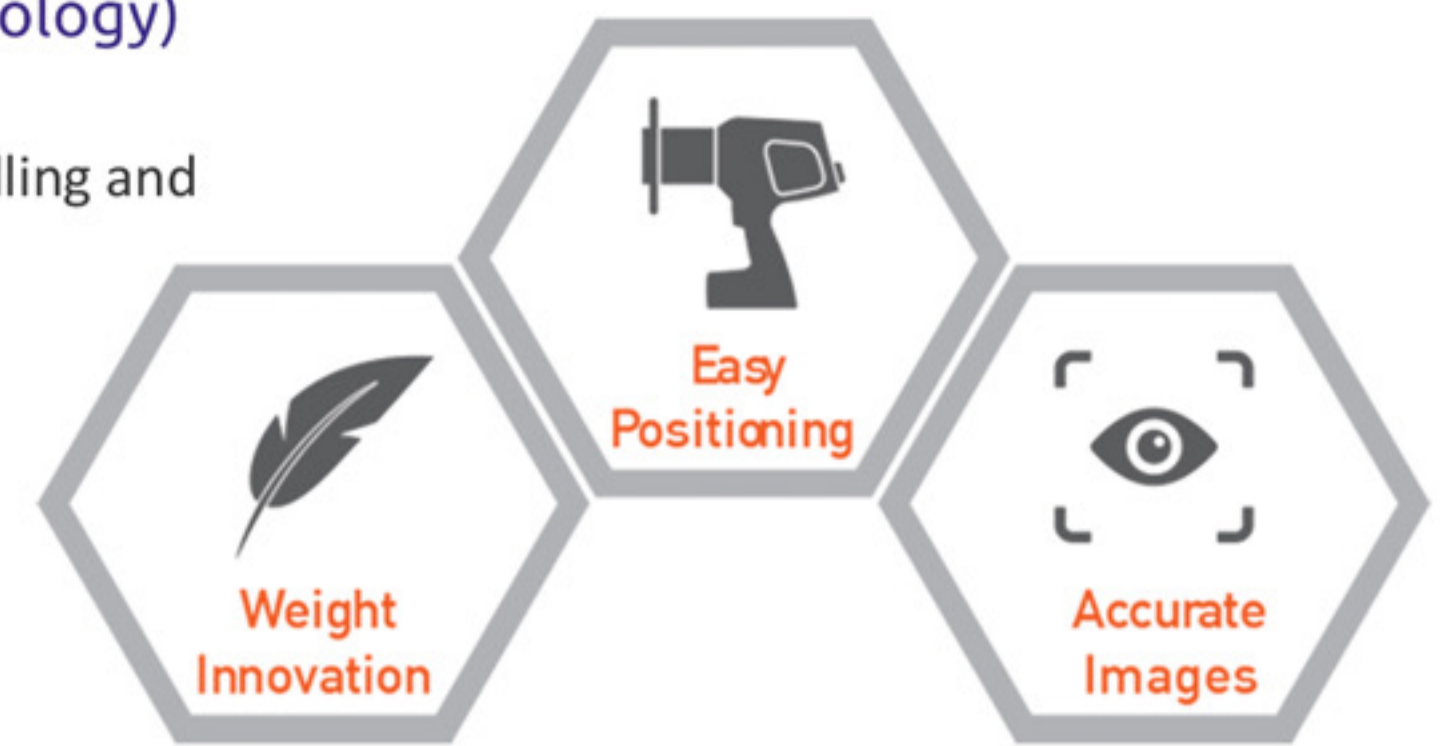 ology)
lling and
Easy
Positioning
Weight
Innovation
Accurate
Images